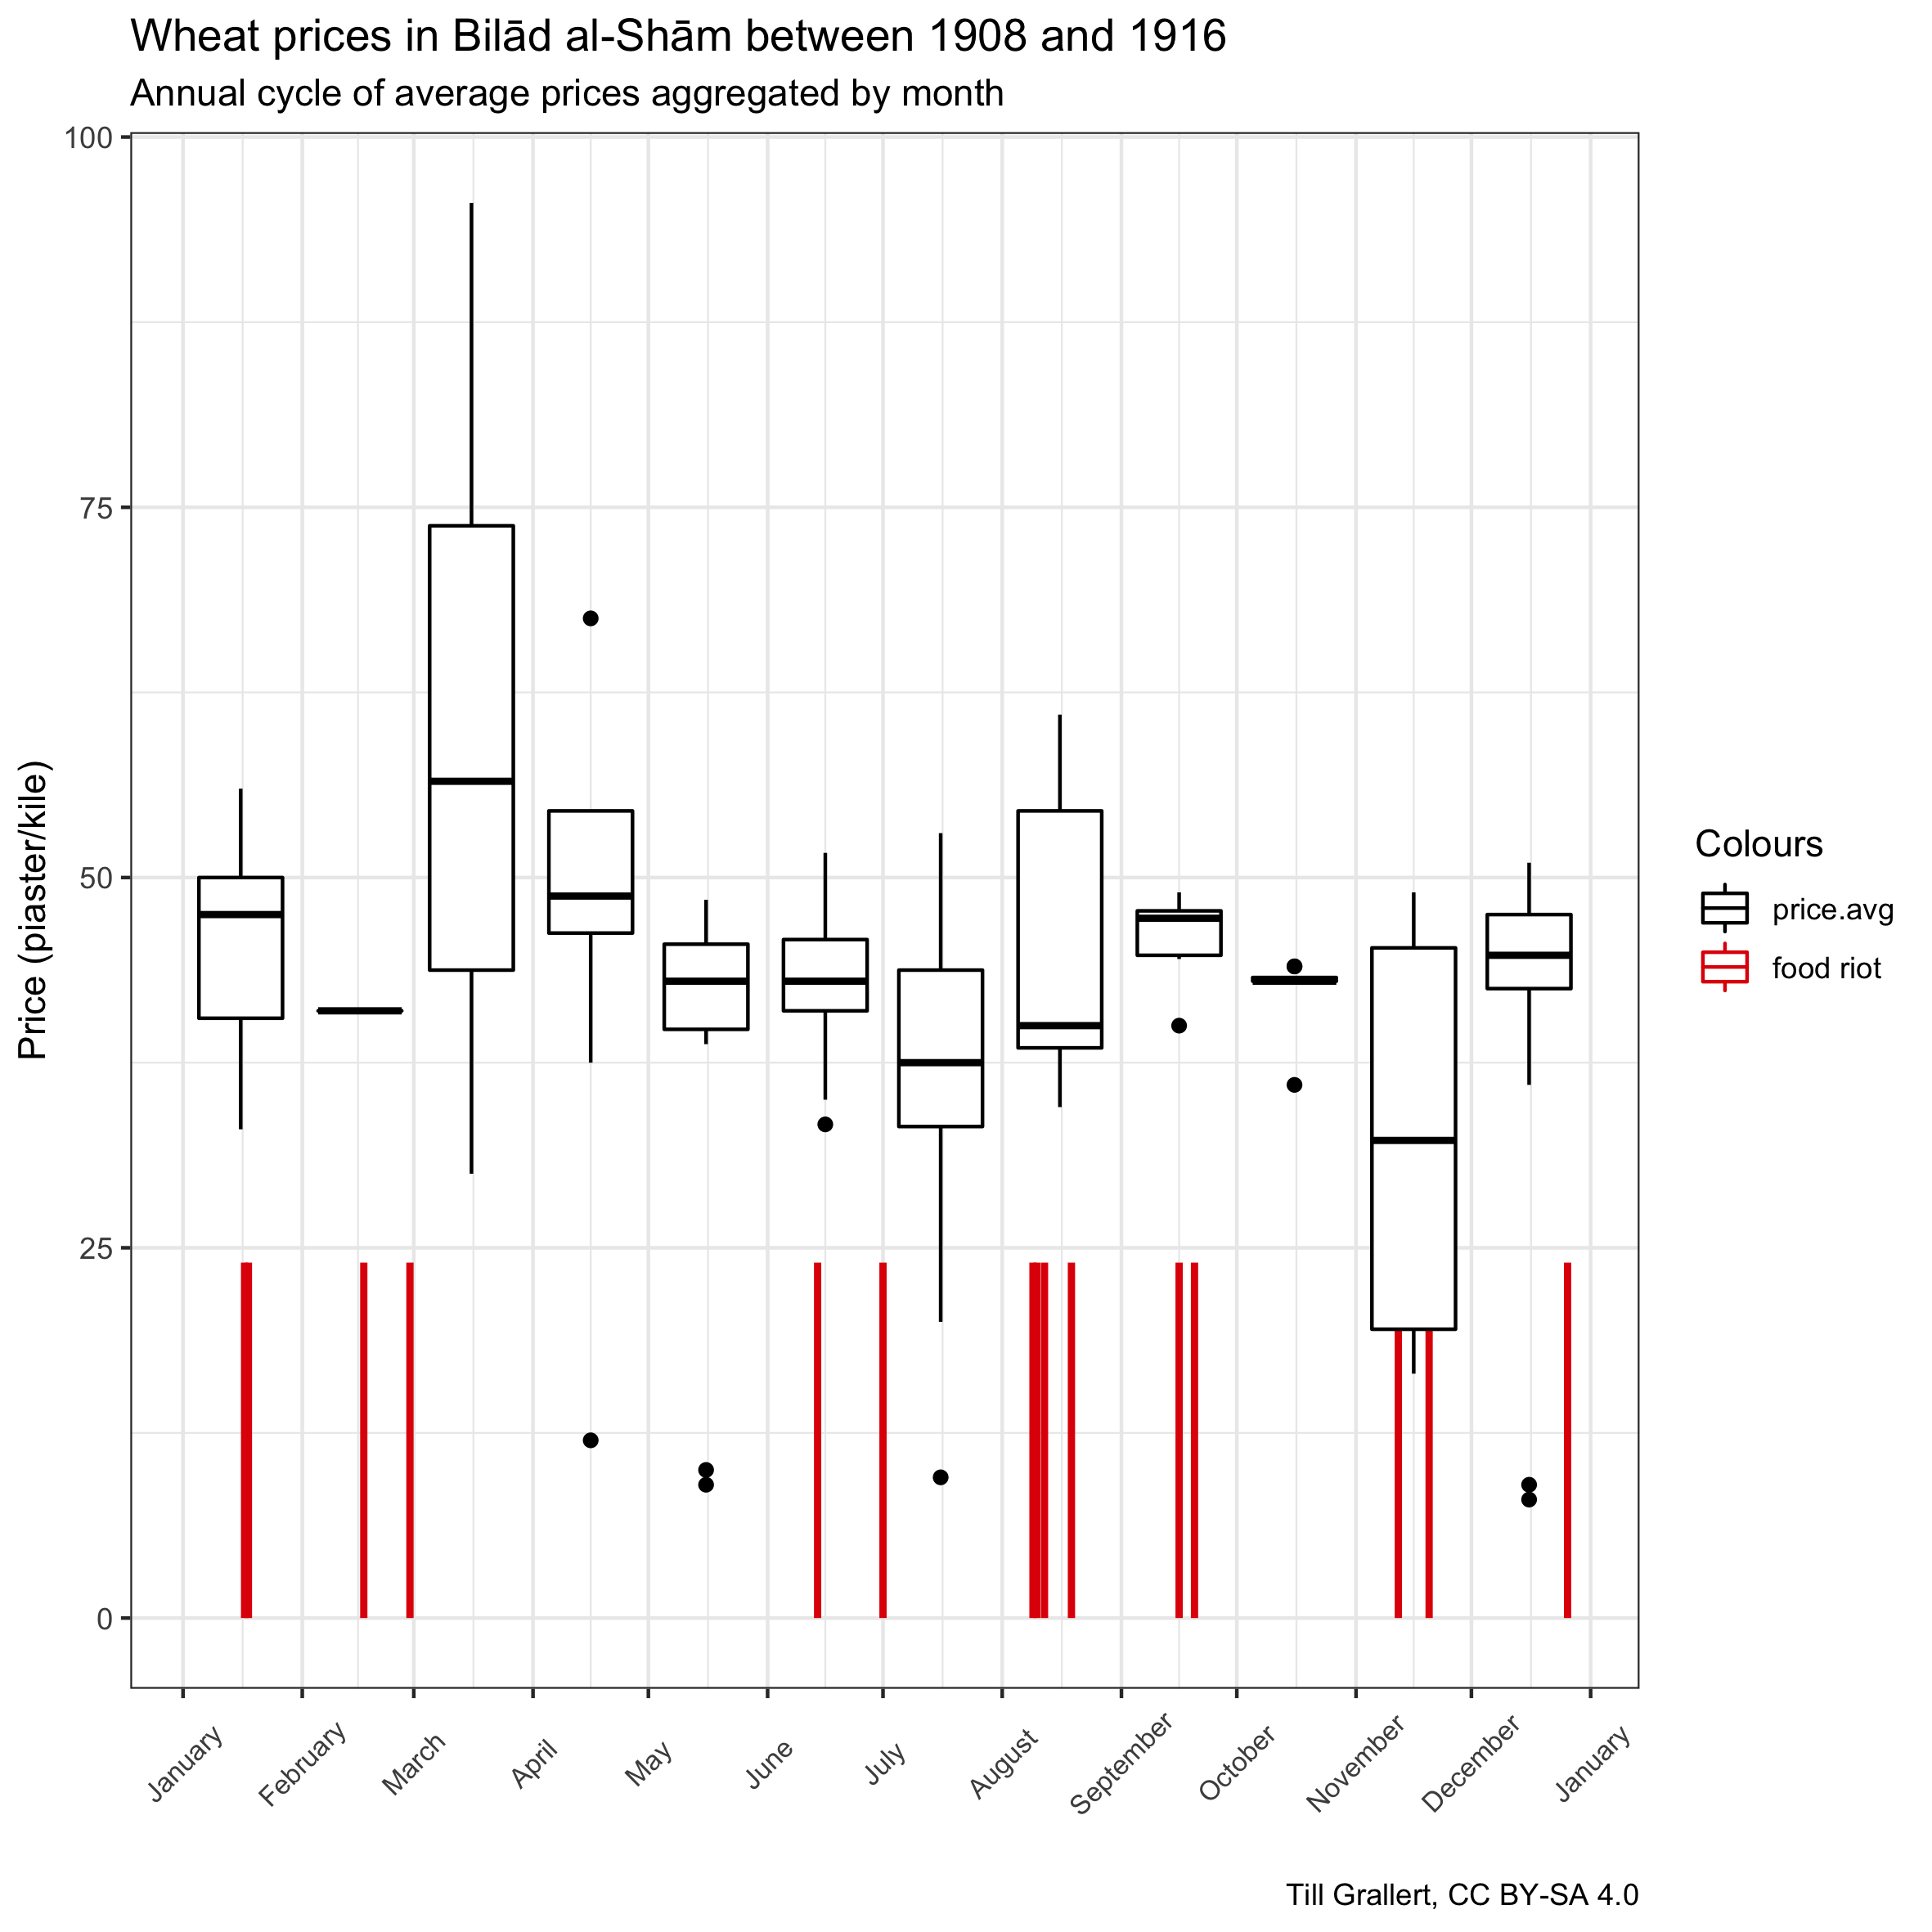 Wheat prices in Bilād al-Shām between 1908 and 1916
Annual cycle of average prices aggregated by month
Price (piaster/kile)
100
75
50
25
0
January
February
March
April
May
June
July
August
September
October
November
December
January
Colours
price.avg
food riot
Till Grallert, CC BY-SA 4.0